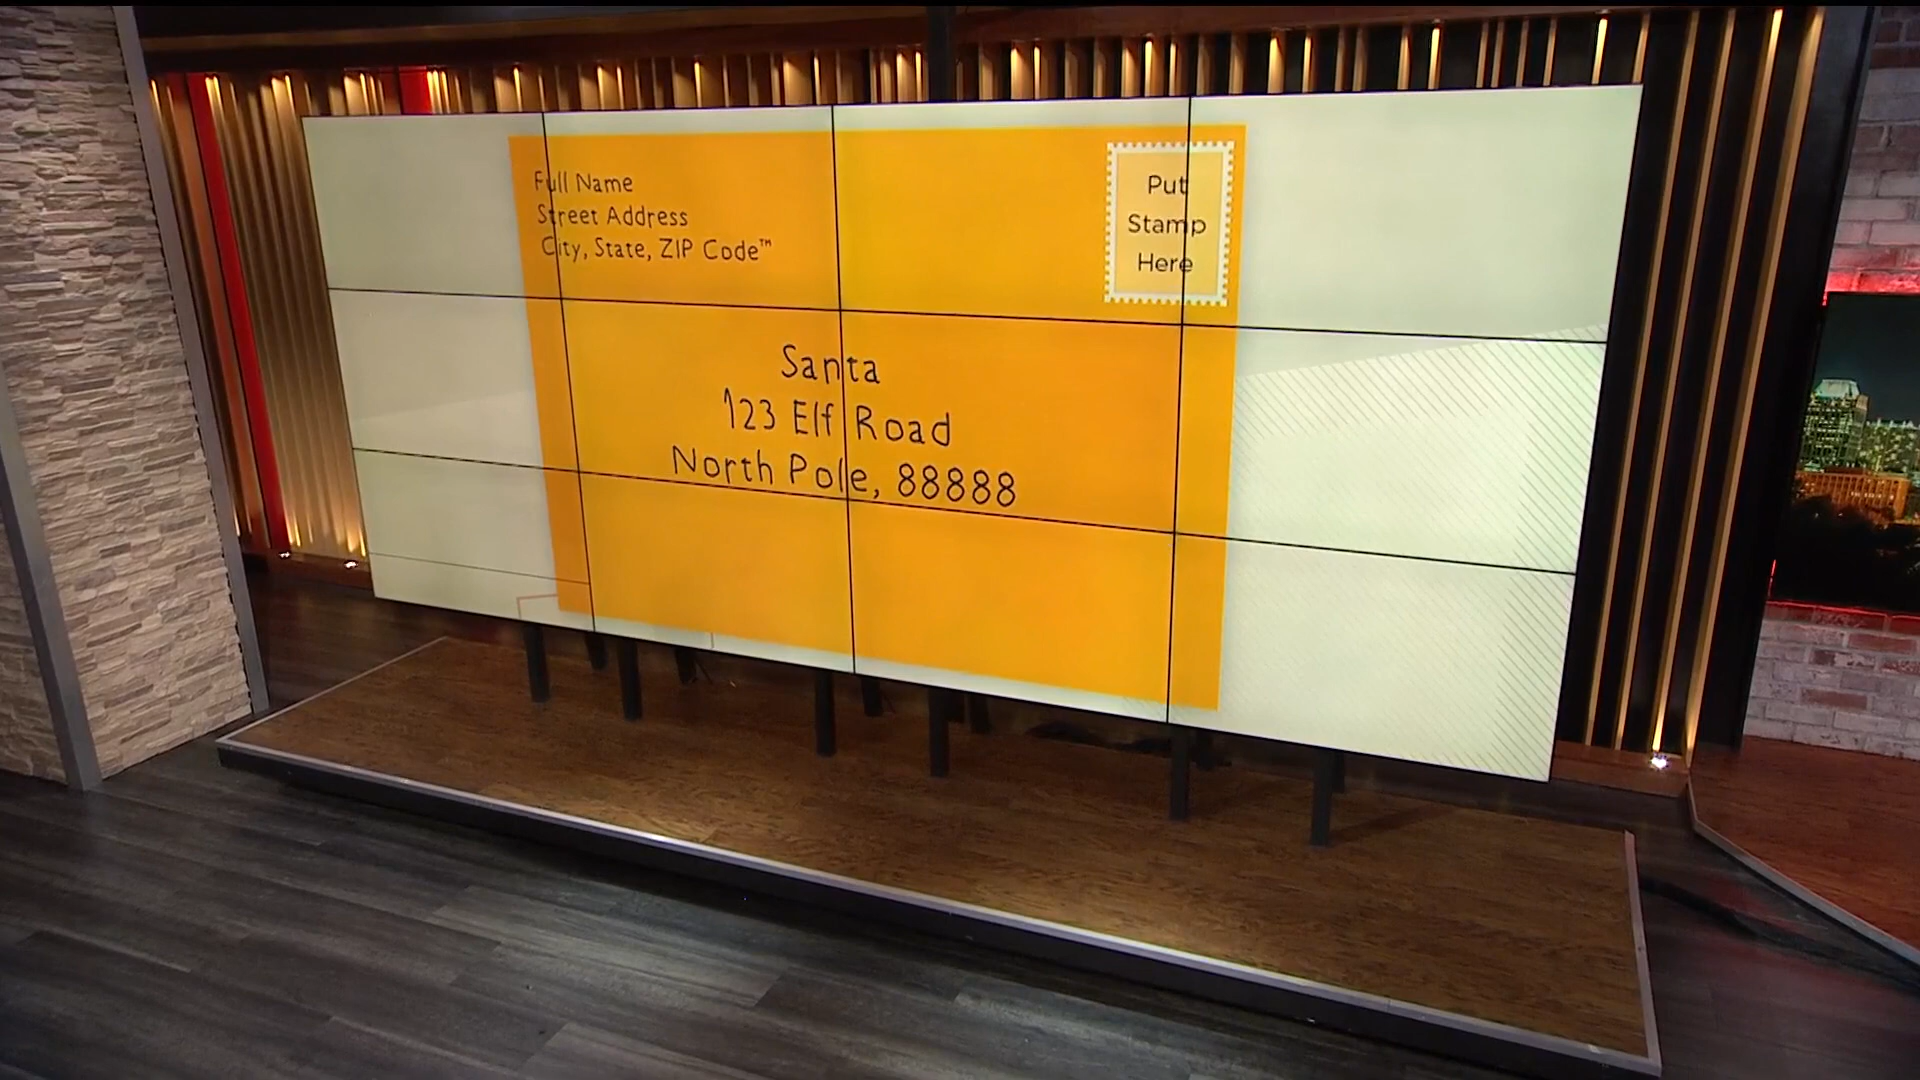 Full Name
Street Address
City, State, ZIP Code™
Put
Stamp
Here
Santa
123 Elf Road
North Pole, 88888